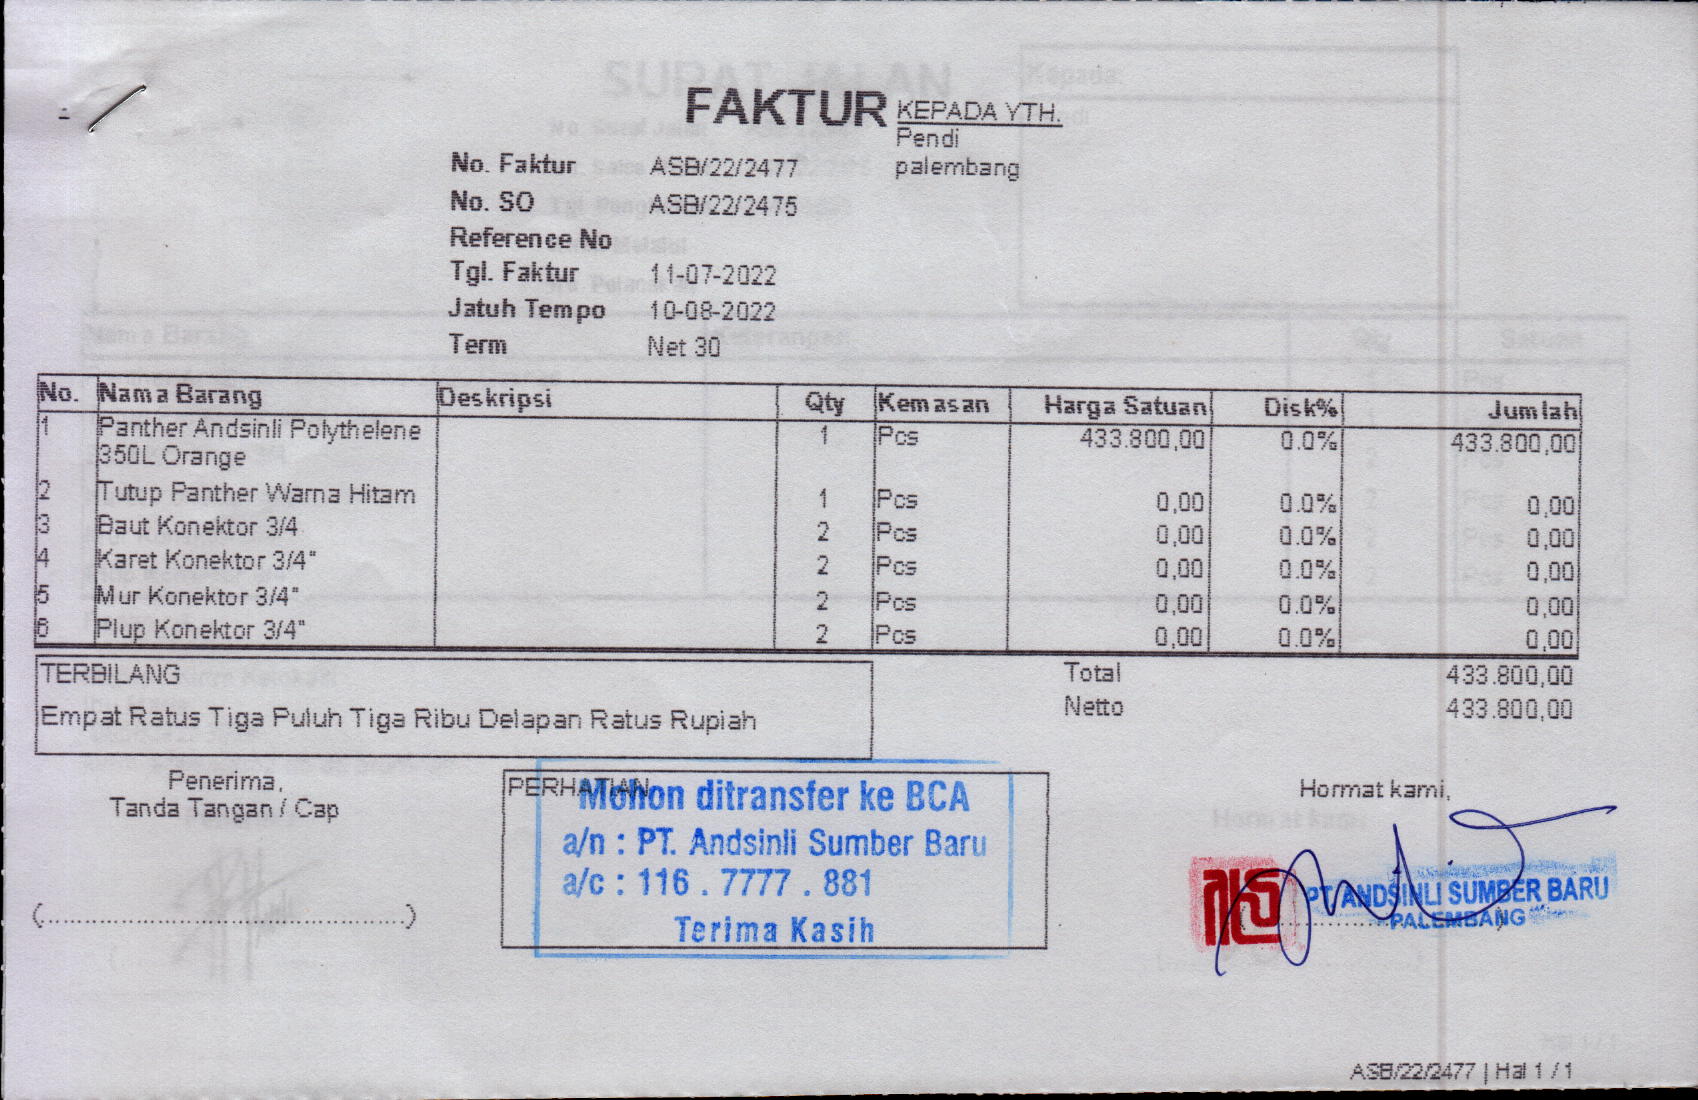 FAKTUR
KEPADA YTH.
Pendi
palembang
No. Faktur ASB/22/2477
No. SO ASB/22/2475
Reference No
Tgl. Faktur 11-07-2022
Jatuh Tempo 10-08-2022
Term Net 30
No. Nama Barang Deskripsi Qty Kemasan Harga Satuan Disk% Jumlah
1 Panther Andsinli Polythelene 1 Pcs 433.800,00 0.0% 433.800,00
350L Orange
2 Tutup Panther Warna Hitam 1 Pcs 0,00 0.0% 0,00
3 Baut Konektor 3/4 2 Pcs 0,00 0.0% 0,00
4 Karet Konektor 3/4" 2 Pcs 0,00 0.0% 0,00
5 Mur Konektor 3/4" 2 Pcs 0,00 0.0% 0,00
6 Plup Konektor 3/4" 2 Pcs 0,00 0.0% 0,00
TERBILANG
Empat Ratus Tiga Puluh Tiga Ribu Delapan Ratus Rupiah
Total 433.800,00
Netto 433.800,00
Penerima,
Tanda Tangan / Cap
(..........)
PERHATIAN
Mohon ditransfer ke BCA
a/n : PT. Andsinli Sumber Baru
a/c : 116 . 7777 . 881
Terima Kasih
Hormat kami,
PT. ANDSINLI SUMBER BARU
PALEMBANG
ASB/22/2477 | Hal 1 / 1